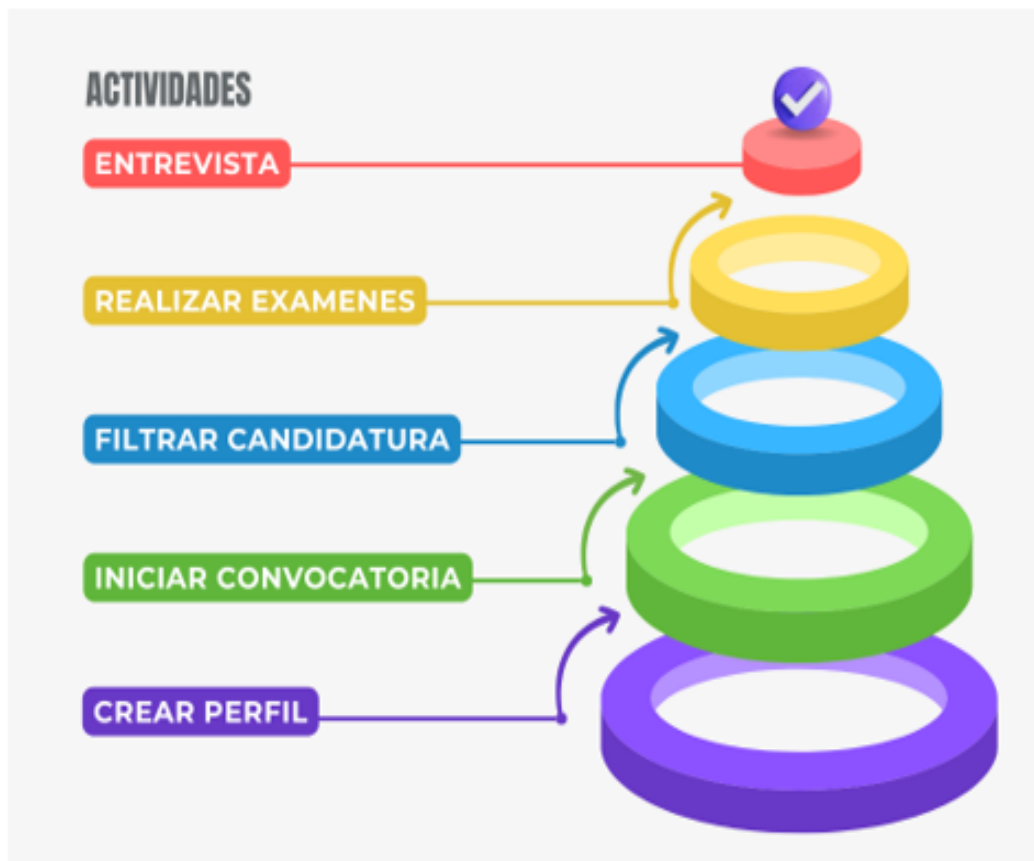 ACTIVIDADES
ENTREVISTA
REALIZAR EXAMENES
FILTRAR CANDIDATURA
INICIAR CONVOCATORIA
CREAR PERFIL